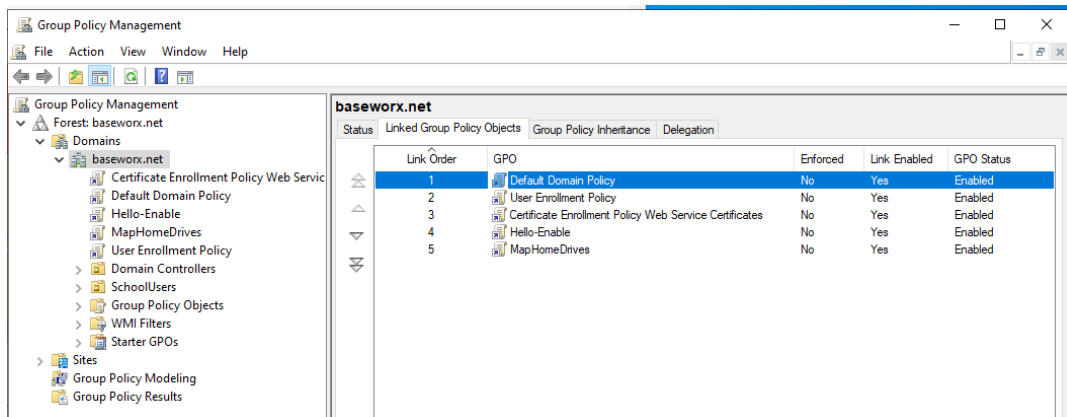 Group Policy Management
File Action View Window Help
Group Policy Management
Forest: baseworx.net
Domains
baseworx.net
Certificate Enrollment Policy Web Servic
Default Domain Policy
Hello-Enable
MapHomeDrives
User Enrollment Policy
Domain Controllers
SchoolUsers
Group Policy Objects
WMI Filters
Starter GPOs
Sites
Group Policy Modeling
Group Policy Results
baseworx.net
Status Linked Group Policy Objects Group Policy Inheritance Delegation
Link Order GPO Enforced Link Enabled GPO Status
1 Default Domain Policy No Yes Enabled
2 User Enrollment Policy No Yes Enabled
3 Certificate Enrollment Policy Web Service Certificates No Yes Enabled
4 Hello-Enable No Yes Enabled
5 MapHomeDrives No Yes Enabled